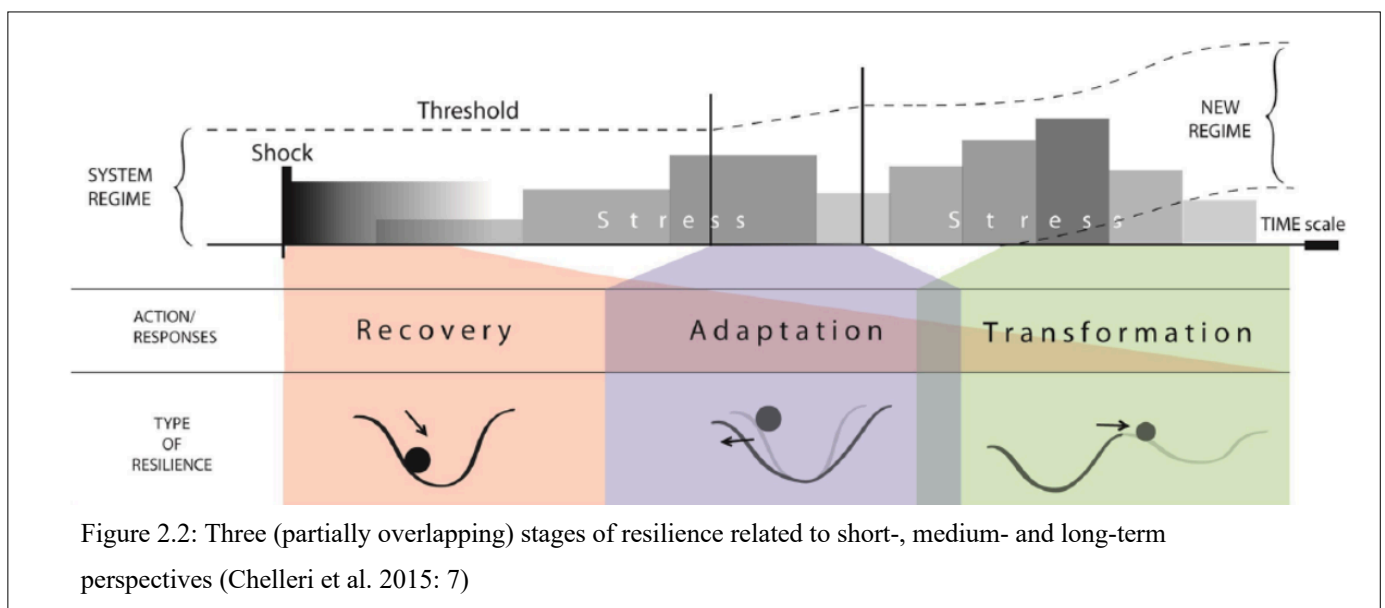 Threshold
NEW
REGIME
Shock
SYSTEM
REGIME
Stress
Stress
TIME scale
ACTION/
RESPONSES
Recovery
Adaptation
Transformation
TYPE
OF
RESILIENCE
Figure 2.2: Three (partially overlapping) stages of resilience related to short-, medium- and long-term
perspectives (Chelleri et al. 2015: 7)